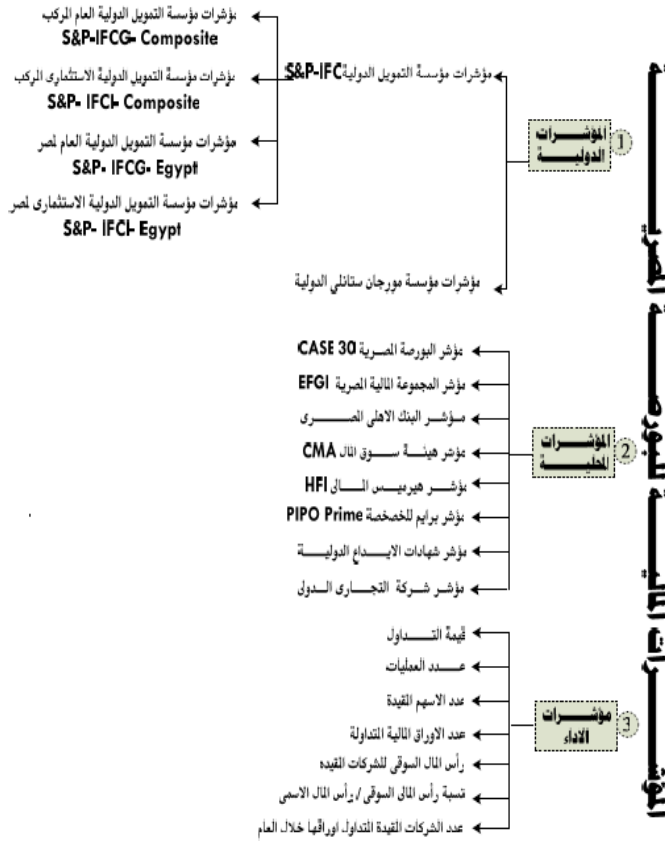 المؤشرات المالية للبورصة المصرية
1
المؤشرات
الدولية
مؤشرات مؤسسة التمويل الدولية S&P-IFC
مؤشرات مؤسسة التمويل الدولية العام المركب
S&P-IFCG- Composite
مؤشرات مؤسسة التمويل الدولية الاستثمارى المركب
S&P- IFCI- Composite
مؤشرات مؤسسة التمويل الدولية العام لمصر
S&P- IFCG- Egypt
مؤشرات مؤسسة التمويل الدولية الاستثمارى لمصر
S&P- IFCI- Egypt
مؤشرات مؤسسة مورجان ستانلي الدولية
2
المؤشرات
المحلية
مؤشر البورصة المصرية CASE 30
مؤشر المجموعة المالية المصرية EFGI
مؤشر البنك الاهلى المصرى
مؤشر هيئة سوق المال CMA
مؤشر هيرميس المالى HFI
مؤشر برايم للخصخصة PIPO Prime
مؤشر شهادات الايداع الدولية
مؤشر شركة التجارى الدولى
3
مؤشرات
الاداء
قيمة التداول
عدد العمليات
عدد الاسهم المقيدة
عدد الاوراق المالية المتداولة
رأس المال السوقى للشركات المقيده
نسبة رأس المال السوقى / رأس المال الاسمى
عدد الشركات المقيدة المتداول اوراقها خلال العام